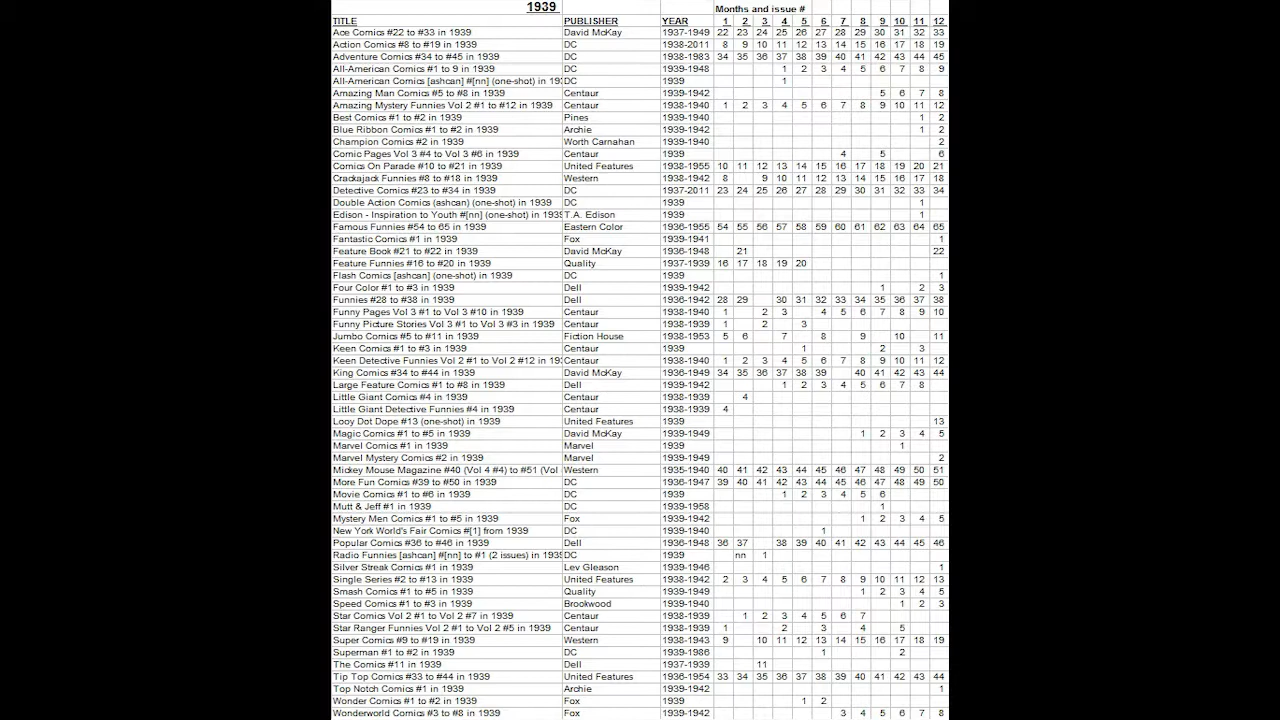 1939 Months and issue #
TITLE PUBLISHER YEAR 1 2 3 4 5 6 7 8 9 10 11 12
Ace Comics #22 to #33 in 1939 David McKay 1937-1949 22 23 24 25 26 27 28 29 30 31 32 33
Action Comics #8 to #19 in 1939 DC 1938-2011 8 9 10 11 12 13 14 15 16 17 18 19
Adventure Comics #34 to #45 in 1939 DC 1938-1983 34 35 36 37 38 39 40 41 42 43 44 45
All-American Comics #1 to 9 in 1939 DC 1939-1948 1 2 3 4 5 6 7 8 9
All-American Comics [ashcan] #[nn] (one-shot) in 193 DC 1939 1
Amazing Man Comics #5 to #8 in 1939 Centaur 1939-1942 5 6 7 8
Amazing Mystery Funnies Vol 2 #1 to #12 in 1939 Centaur 1938-1940 1 2 3 4 5 6 7 8 9 10 11 12
Best Comics #1 to #2 in 1939 Pines 1939-1940 1 2
Blue Ribbon Comics #1 to #2 in 1939 Archie 1939-1942 1 2
Champion Comics #2 in 1939 Worth Carnahan 1939-1940 2
Comic Pages Vol 3 #4 to Vol 3 #6 in 1939 Centaur 1939 4 5 6
Comics On Parade #10 to #21 in 1939 United Features 1938-1955 10 11 12 13 14 15 16 17 18 19 20 21
Crackajack Funnies #8 to #18 in 1939 Western 1938-1942 8 9 10 11 12 13 14 15 16 17 18
Detective Comics #23 to #34 in 1939 DC 1937-2011 23 24 25 26 27 28 29 30 31 32 33 34
Double Action Comics (ashcan) (one-shot) in 1939 DC 1939 1
Edison - Inspiration to Youth #[nn] (one-shot) in 1939 T.A. Edison 1939 1
Famous Funnies #54 to 65 in 1939 Eastern Color 1936-1955 54 55 56 57 58 59 60 61 62 63 64 65
Fantastic Comics #1 in 1939 Fox 1939-1941 1
Feature Book #21 to #22 in 1939 David McKay 1936-1948 21 22
Feature Funnies #16 to #20 in 1939 Quality 1937-1939 16 17 18 19 20
Flash Comics [ashcan] (one-shot) in 1939 DC 1939 1
Four Color #1 to #3 in 1939 Dell 1939-1942 1 2 3
Funnies #28 to #38 in 1939 Dell 1936-1942 28 29 30 31 32 33 34 35 36 37 38
Funny Pages Vol 3 #1 to Vol 3 #10 in 1939 Centaur 1938-1940 1 2 3 4 5 6 7 8 9 10
Funny Picture Stories Vol 3 #1 to Vol 3 #3 in 1939 Centaur 1938-1939 1 2 3
Jumbo Comics #5 to #11 in 1939 Fiction House 1938-1953 5 6 7 8 9 10 11
Keen Comics #1 to #3 in 1939 Centaur 1939 1 2 3
Keen Detective Funnies Vol 2 #1 to Vol 2 #12 in 193 Centaur 1938-1940 1 2 3 4 5 6 7 8 9 10 11 12
King Comics #34 to #44 in 1939 David McKay 1936-1949 34 35 36 37 38 39 40 41 42 43 44
Large Feature Comics #1 to #8 in 1939 Dell 1939-1942 1 2 3 4 5 6 7 8
Little Giant Comics #4 in 1939 Centaur 1938-1939 4
Little Giant Detective Funnies #4 in 1939 Centaur 1938-1939 4
Looy Dot Dope #13 (one-shot) in 1939 United Features 1939 13
Magic Comics #1 to #5 in 1939 David McKay 1939-1949 1 2 3 4 5
Marvel Comics #1 in 1939 Marvel 1939 1
Marvel Mystery Comics #2 in 1939 Marvel 1939-1949 2
Mickey Mouse Magazine #40 (Vol 4 #4) to #51 (Vol Western 1935-1940 40 41 42 43 44 45 46 47 48 49 50 51
More Fun Comics #39 to #50 in 1939 DC 1936-1947 39 40 41 42 43 44 45 46 47 48 49 50
Movie Comics #1 to #6 in 1939 DC 1939 1 2 3 4 5 6
Mutt & Jeff #1 in 1939 DC 1939-1958 1
Mystery Men Comics #1 to #5 in 1939 Fox 1939-1942 1 2 3 4 5
New York World's Fair Comics #[1] from 1939 DC 1939-1940 1
Popular Comics #36 to #46 in 1939 Dell 1936-1948 36 37 38 39 40 41 42 43 44 45 46
Radio Funnies [ashcan] #[nn] to #1 (2 issues) in 1939 DC 1939 nn 1
Silver Streak Comics #1 in 1939 Lev Gleason 1939-1946 1
Single Series #2 to #13 in 1939 United Features 1938-1942 2 3 4 5 6 7 8 9 10 11 12 13
Smash Comics #1 to #5 in 1939 Quality 1939-1949 1 2 3 4 5
Speed Comics #1 to #3 in 1939 Brookwood 1939-1940 1 2 3
Star Comics Vol 2 #1 to Vol 2 #7 in 1939 Centaur 1938-1939 1 2 3 4 5 6 7
Star Ranger Funnies Vol 2 #1 to Vol 2 #5 in 1939 Centaur 1938-1939 1 2 3 4 5
Super Comics #9 to #19 in 1939 Western 1938-1943 9 10 11 12 13 14 15 16 17 18 19
Superman #1 to #2 in 1939 DC 1939-1986 1 2
The Comics #11 in 1939 Dell 1937-1939 11
Tip Top Comics #33 to #44 in 1939 United Features 1936-1954 33 34 35 36 37 38 39 40 41 42 43 44
Top Notch Comics #1 in 1939 Archie 1939-1942 1
Wonder Comics #1 to #2 in 1939 Fox 1939 1 2
Wonderworld Comics #3 to #8 in 1939 Fox 1939-1942 3 4 5 6 7 8